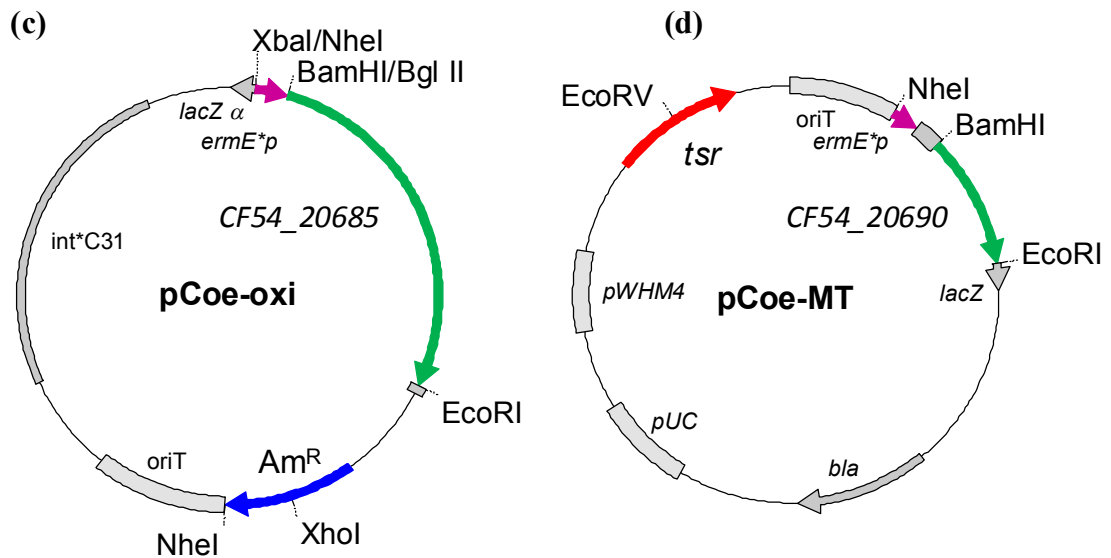 (c)
XbaI/NheI
BamHI/Bgl II
lacZ α
ermE*p
CF54_20685
int*C31
pCoe-oxi
EcoRI
oriT
Am^R
NheI
XhoI
(d)
EcoRV
tsr
oriT
NheI
ermE*p
BamHI
CF54_20690
EcoRI
pWHM4
pCoe-MT
lacZ
pUC
bla